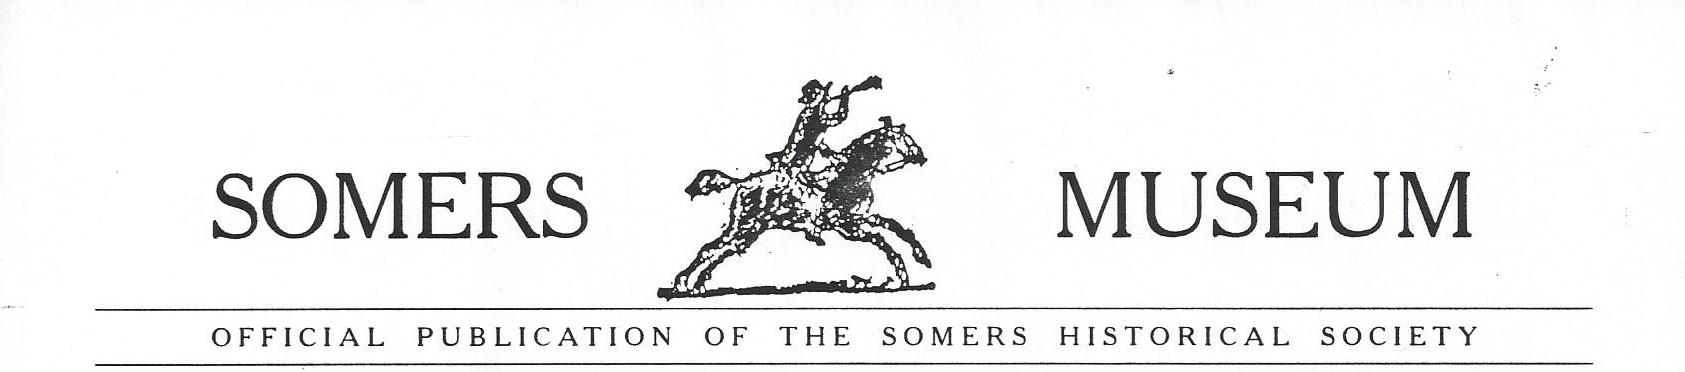 SOMERS MUSEUM
OFFICIAL PUBLICATION OF THE SOMERS HISTORICAL SOCIETY